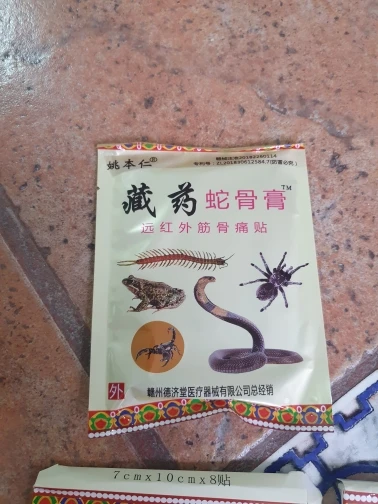 姚本仁®
藏药 蛇骨膏™
远红外筋骨痛贴
外
赣州德济堂医疗器械有限公司总经销
7cmx10cmx8贴